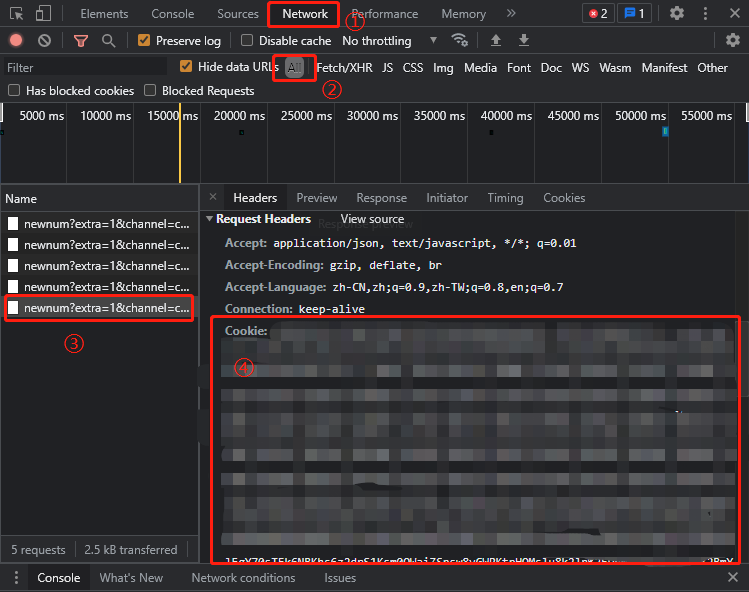 Elements Console Sources Network ① Performance Memory » 2 1
Preserve log Disable cache No throttling
Filter Hide data URLs All Fetch/XHR JS CSS Img Media Font Doc WS Wasm Manifest Other
Has blocked cookies Blocked Requests ②
5000 ms 10000 ms 15000 ms 20000 ms 25000 ms 30000 ms 35000 ms 40000 ms 45000 ms 50000 ms 55000 ms
Name
newnum?extra=1&channel=c...
newnum?extra=1&channel=c...
newnum?extra=1&channel=c...
newnum?extra=1&channel=c...
newnum?extra=1&channel=c...
③
5 requests 2.5 kB transferred
Headers Preview Response Initiator Timing Cookies
Request Headers View source
Accept: application/json, text/javascript, */*; q=0.01
Accept-Encoding: gzip, deflate, br
Accept-Language: zh-CN,zh;q=0.9,zh-TW;q=0.8,en;q=0.7
Connection: keep-alive
Cookie:
④
Console What's New Network conditions Issues